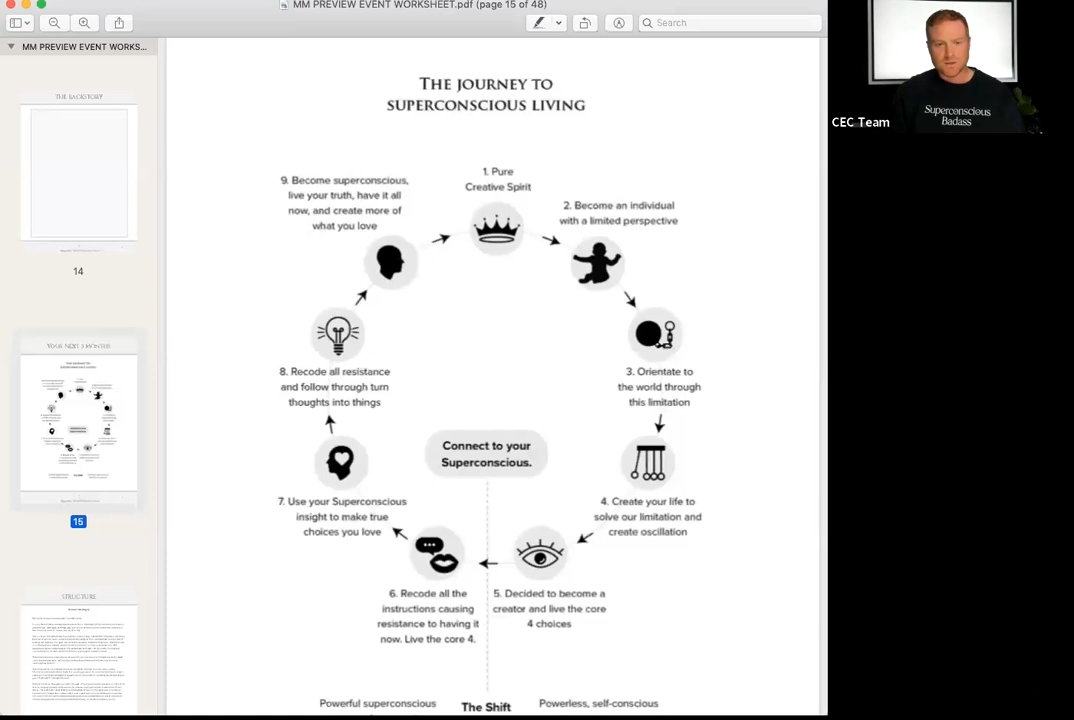 MM PREVIEW EVENT WORKSHEET.pdf (page 15 of 48)
Search
MM PREVIEW EVENT WORKS...
THE BACKSTORY
14
YOUR NEXT 3 MONTHS
15
STRUCTURE
THE JOURNEY TO
SUPERCONSCIOUS LIVING
1. Pure
Creative Spirit
2. Become an individual
with a limited perspective
3. Orientate to
the world through
this limitation
4. Create your life to
solve our limitation and
create oscillation
5. Decided to become a
creator and live the core
4 choices
6. Recode all the
instructions causing
resistance to having it
now. Live the core 4.
7. Use your Superconscious
insight to make true
choices you love
8. Recode all resistance
and follow through turn
thoughts into things
9. Become superconscious,
live your truth, have it all
now, and create more of
what you love
Connect to your
Superconscious.
Powerful superconscious
The Shift
Powerless, self-conscious
CEC Team
Superconscious
Badass